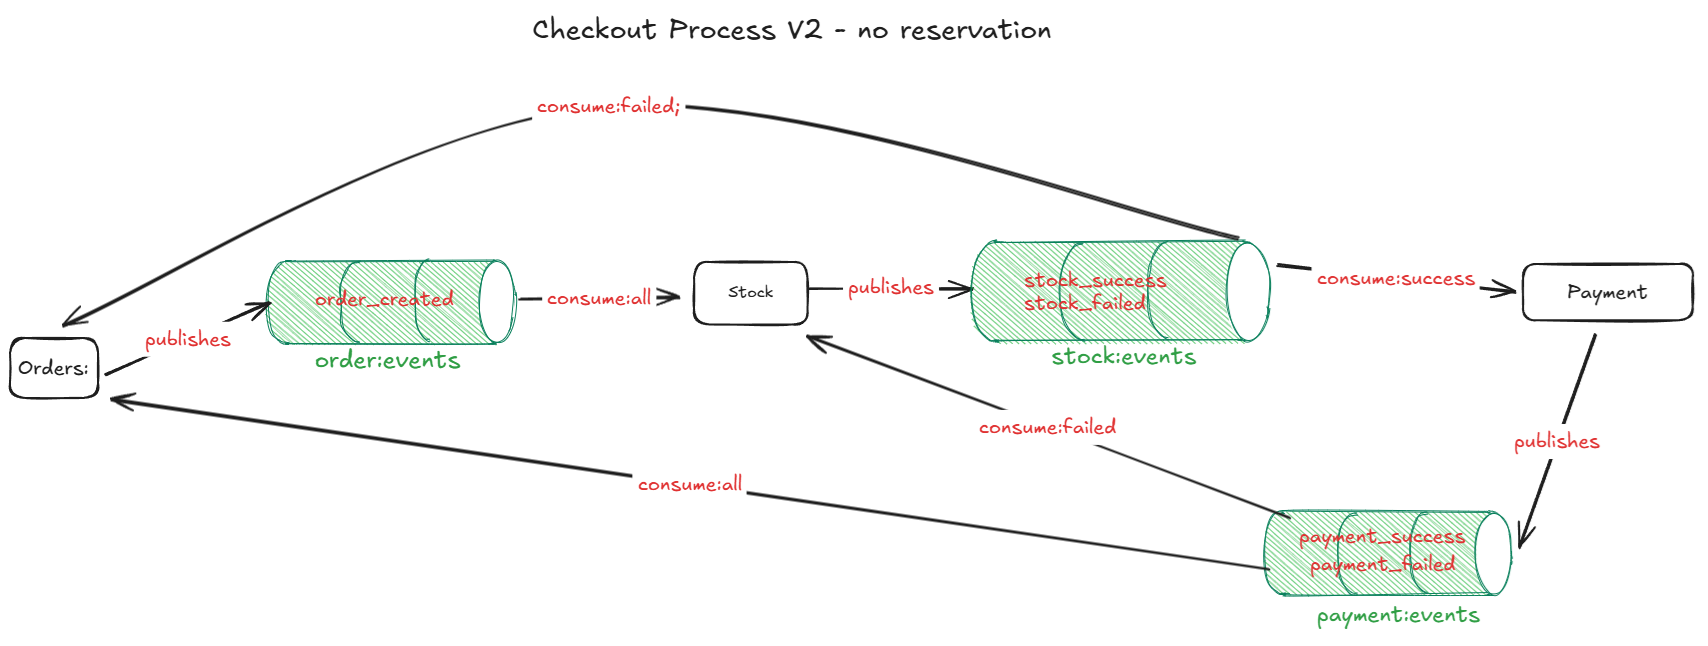 Checkout Process V2 - no reservation
consume:failed;
order_created
order:events
consume:all
Stock
publishes
stock_success
stock_failed
stock:events
consume:success
Payment
publishes
Orders:
consume:failed
publishes
consume:all
payment_success
payment_failed
payment:events